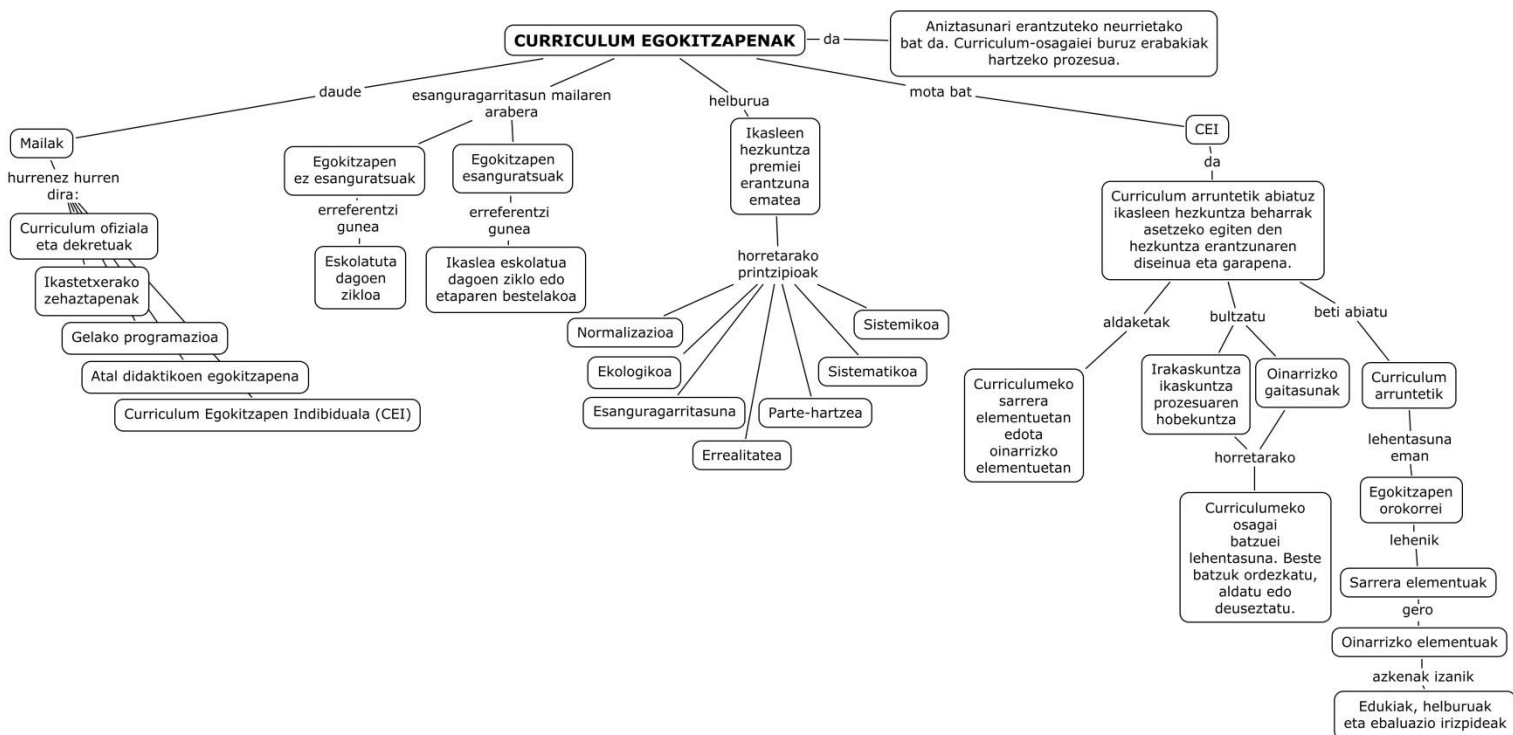 CURRICULUM EGOKITZAPENAK
da
Aniztasunari erantzuteko neurrietako
bat da. Curriculum-osagaiei buruz erabakiak
hartzeko prozesua.
daude
Mailak
hurrenez hurren
dira:
Curriculum ofiziala
eta dekretuak
Ikastetxerako
zehaztapenak
Gelako programazioa
Atal didaktikoen egokitzapena
Curriculum Egokitzapen Indibiduala (CEI)
esanguragarritasun mailaren
arabera
Egokitzapen
ez esanguratsuak
erreferentzi
gunea
Eskolatuta
dagoen
zikloa
Egokitzapen
esanguratsuak
erreferentzi
gunea
Ikaslea eskolatua
dagoen ziklo edo
etaparen bestelakoa
helburua
Ikasleen
hezkuntza
premiei
erantzuna
ematea
horretarako
printzipioak
Normalizazioa
Ekologikoa
Esanguragarritasuna
Errealitatea
Parte-hartzea
Sistematikoa
Sistemikoa
mota bat
CEI
da
Curriculum arruntetik abiatuz
ikasleen hezkuntza beharrak
asetzeko egiten den
hezkuntza erantzunaren
diseinua eta garapena.
aldaketak
Curriculumeko
sarrera
elementuetan
edota
oinarrizko
elementuetan
bultzatu
Irakaskuntza
ikaskuntza
prozesuaren
hobekuntza
Oinarrizko
gaitasunak
horretarako
Curriculumeko
osagai
batzuei
lehentasuna. Beste
batzuk ordezkatu,
aldatu edo
deuseztatu.
beti abiatu
Curriculum
arruntetik
lehentasuna
eman
Egokitzapen
orokorrei
lehenik
Sarrera elementuak
gero
Oinarrizko elementuak
azkenak izanik
Edukiak, helburuak
eta ebaluazio irizpideak